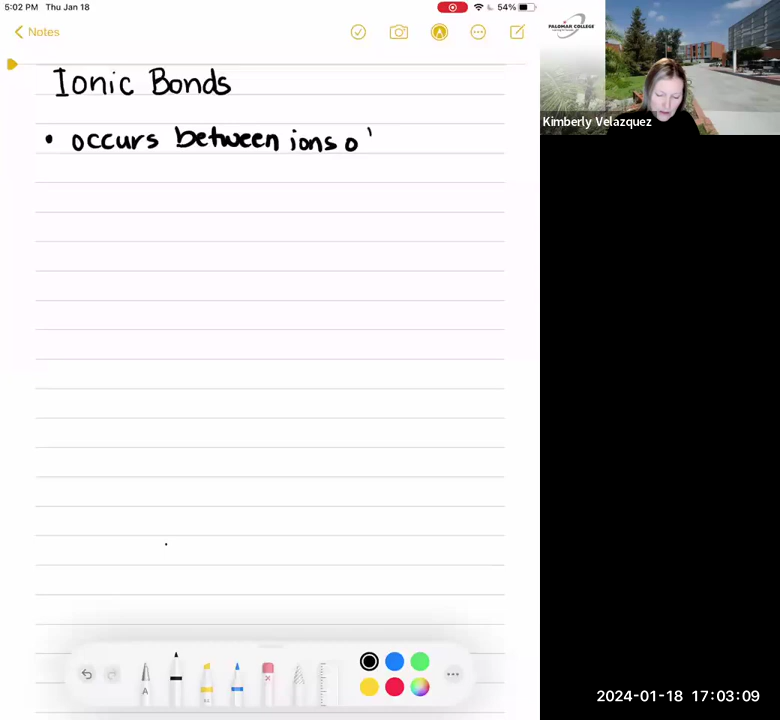 5:02 PM Thu Jan 18
54%
Notes
PALOMAR COLLEGE
Ionic Bonds
Kimberly Velazquez
• occurs between ions o
A
2024-01-18 17:03:09